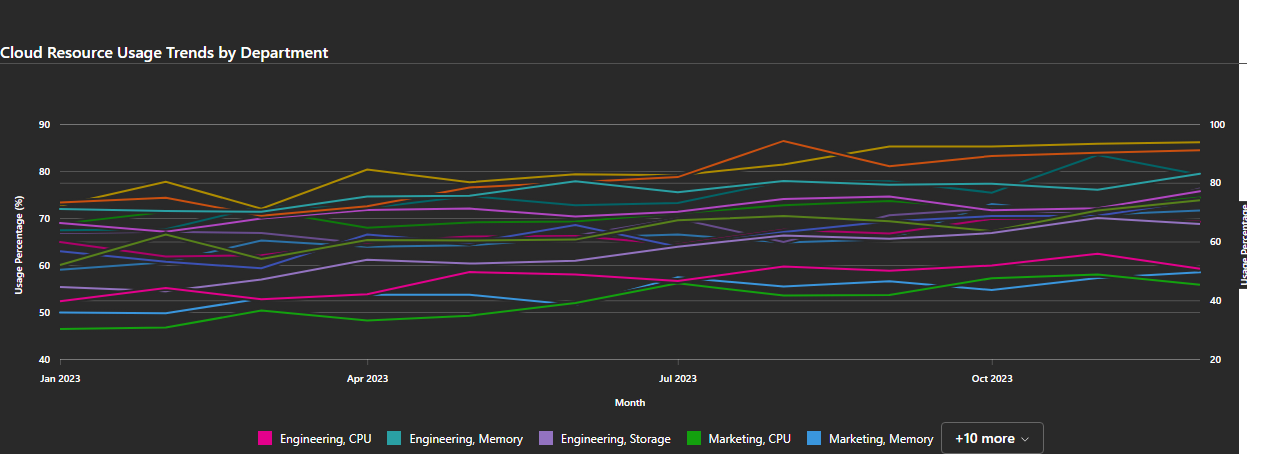 Cloud Resource Usage Trends by Department
90
100
80
80
70
60
60
40
50
40
20
Usage Percentage (%)
Usage Percentage
Jan 2023
Apr 2023
Jul 2023
Oct 2023
Month
Engineering, CPU
Engineering, Memory
Engineering, Storage
Marketing, CPU
Marketing, Memory
+10 more